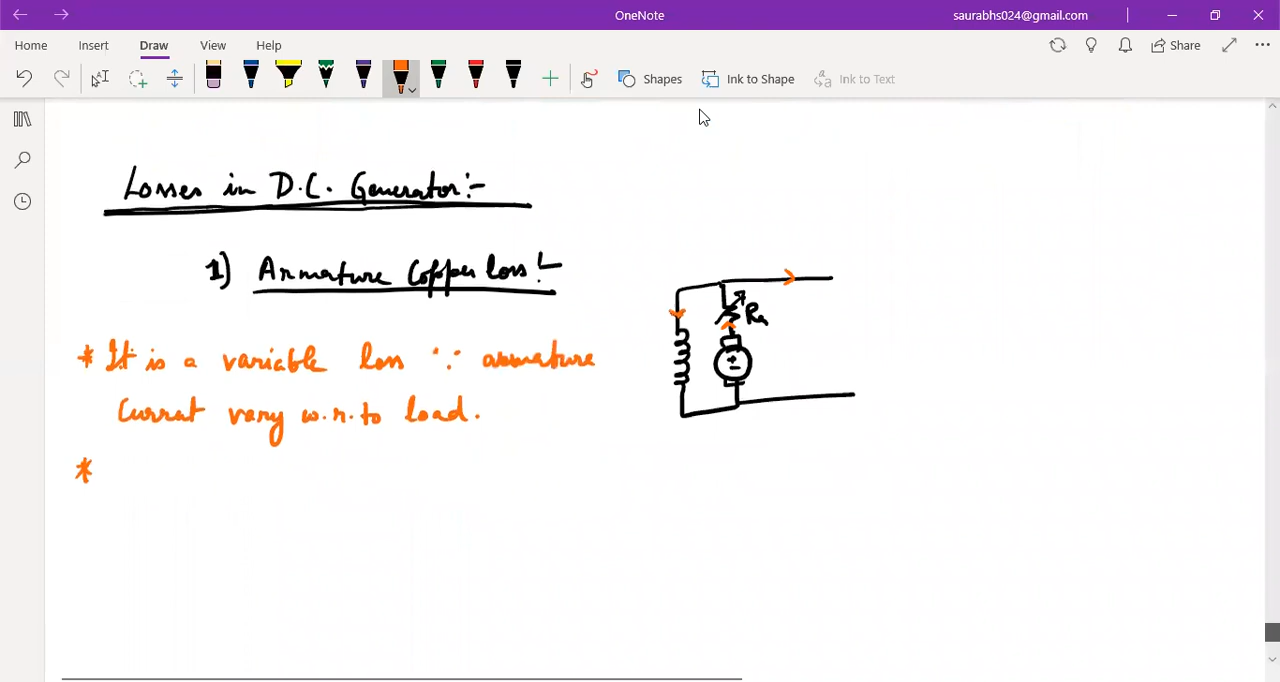 OneNote
saurabhs024@gmail.com
Home Insert Draw View Help
Share
Shapes Ink to Shape Ink to Text
Losses in D.C. Generator:-
1) Armature Copper loss:-
Ra
* It is a variable loss ∵ armature
Current vary w.r.to load.
*